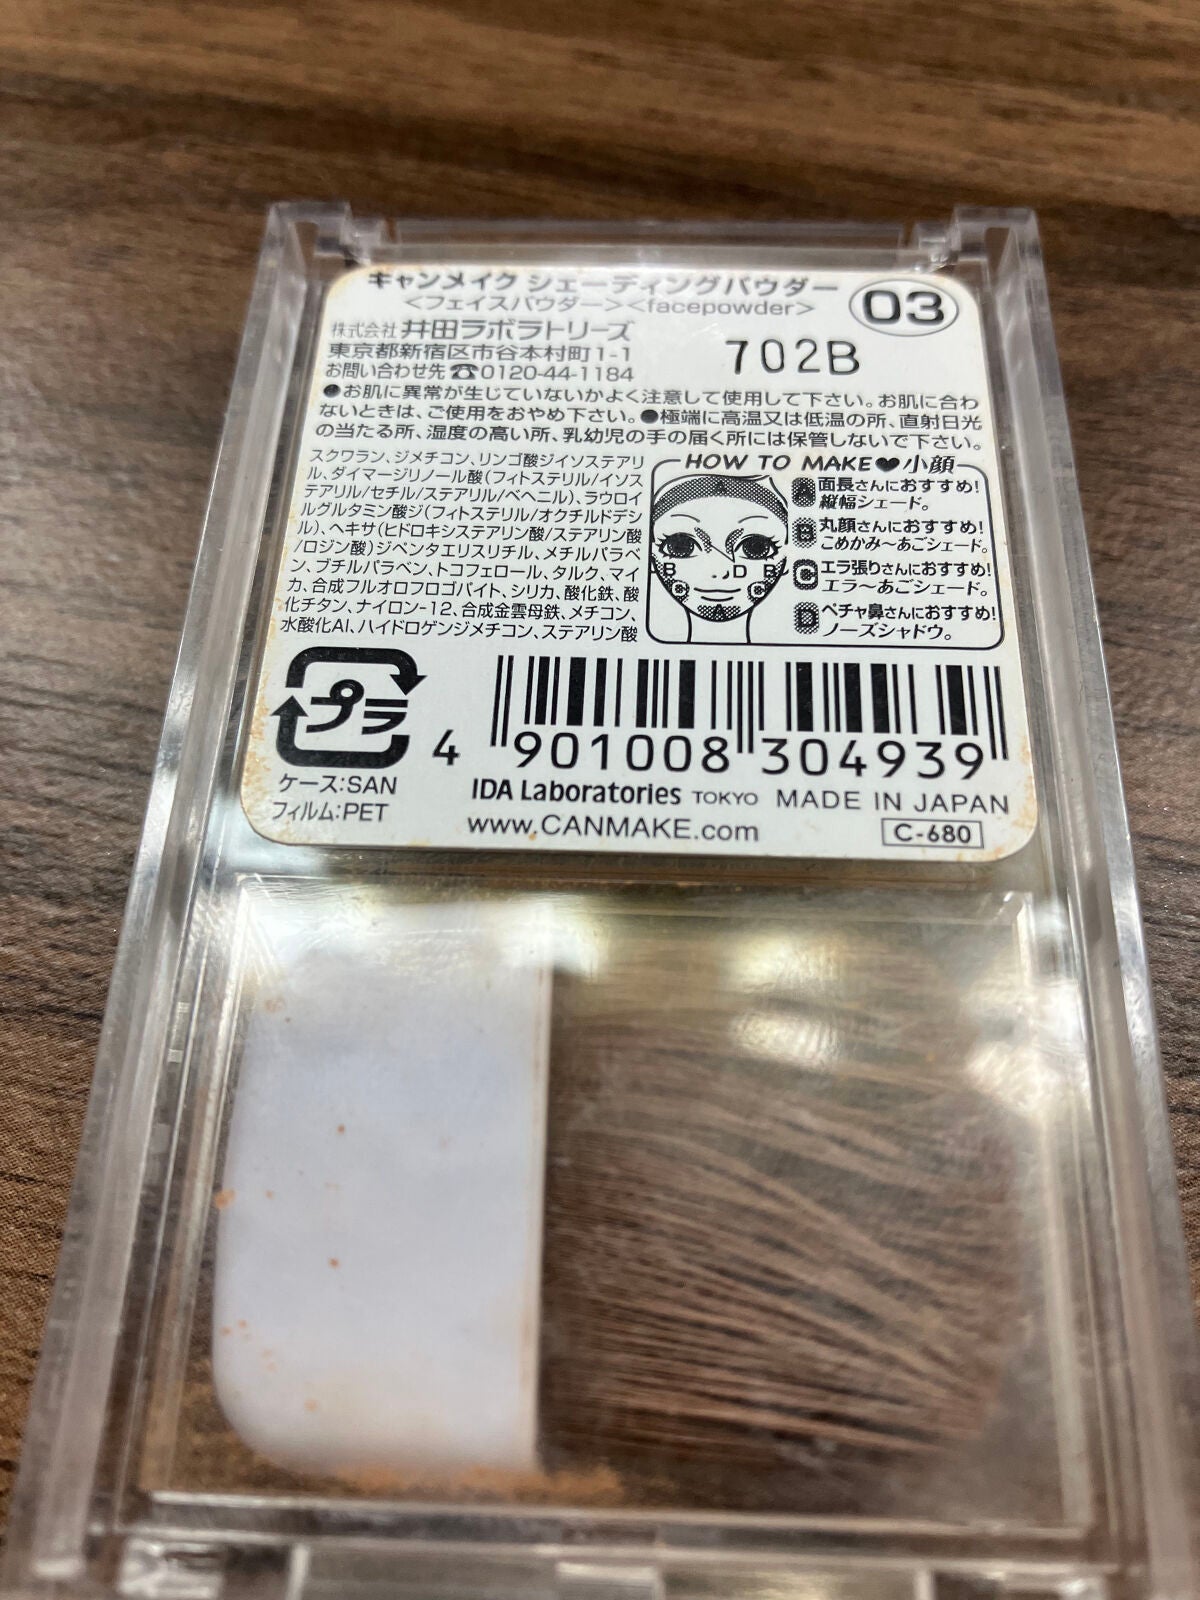 キャンメイク シェーディングパウダー
<フェイスパウダー><facepowder>
03
株式会社 井田ラボラトリーズ
東京都新宿区市谷本村町1-1
お問い合わせ先 ☎0120-44-1184
702B
●お肌に異常が生じていないかよく注意して使用して下さい。お肌に合わ
ないときは、ご使用をおやめ下さい。●極端に高温又は低温の所、直射日光
の当たる所、湿度の高い所、乳幼児の手の届く所には保管しないで下さい。
スクワラン、ジメチコン、リンゴ酸ジイソステアリ
ル、ダイマージリノール酸(フィトステリル/イソス
テアリル/セチル/ステアリル/ベヘニル)、ラウロイ
ルグルタミン酸ジ(フィトステリル/オクチルドデシ
ル)、ヘキサ(ヒドロキシステアリン酸/ステアリン酸
/ロジン酸)ジペンタエリスリチル、メチルパラベ
ン、ブチルパラベン、トコフェロール、タルク、マイ
カ、合成フルオロフロゴパイト、シリカ、酸化鉄、酸
化チタン、ナイロン-12、合成金雲母鉄、メチコン、
水酸化Al、ハイドロゲンジメチコン、ステアリン酸
HOW TO MAKE♥小顔
A 面長さんにおすすめ!
縦幅シェード。
B 丸顔さんにおすすめ!
こめかみ～あごシェード。
C エラ張りさんにおすすめ!
エラ～あごシェード。
D ペチャ鼻さんにおすすめ!
ノーズシャドウ。
A
B D B
C C
A
プラ
ケース:SAN
フィルム:PET
4 901008 304939
IDA Laboratories TOKYO MADE IN JAPAN
www.CANMAKE.com
C-680